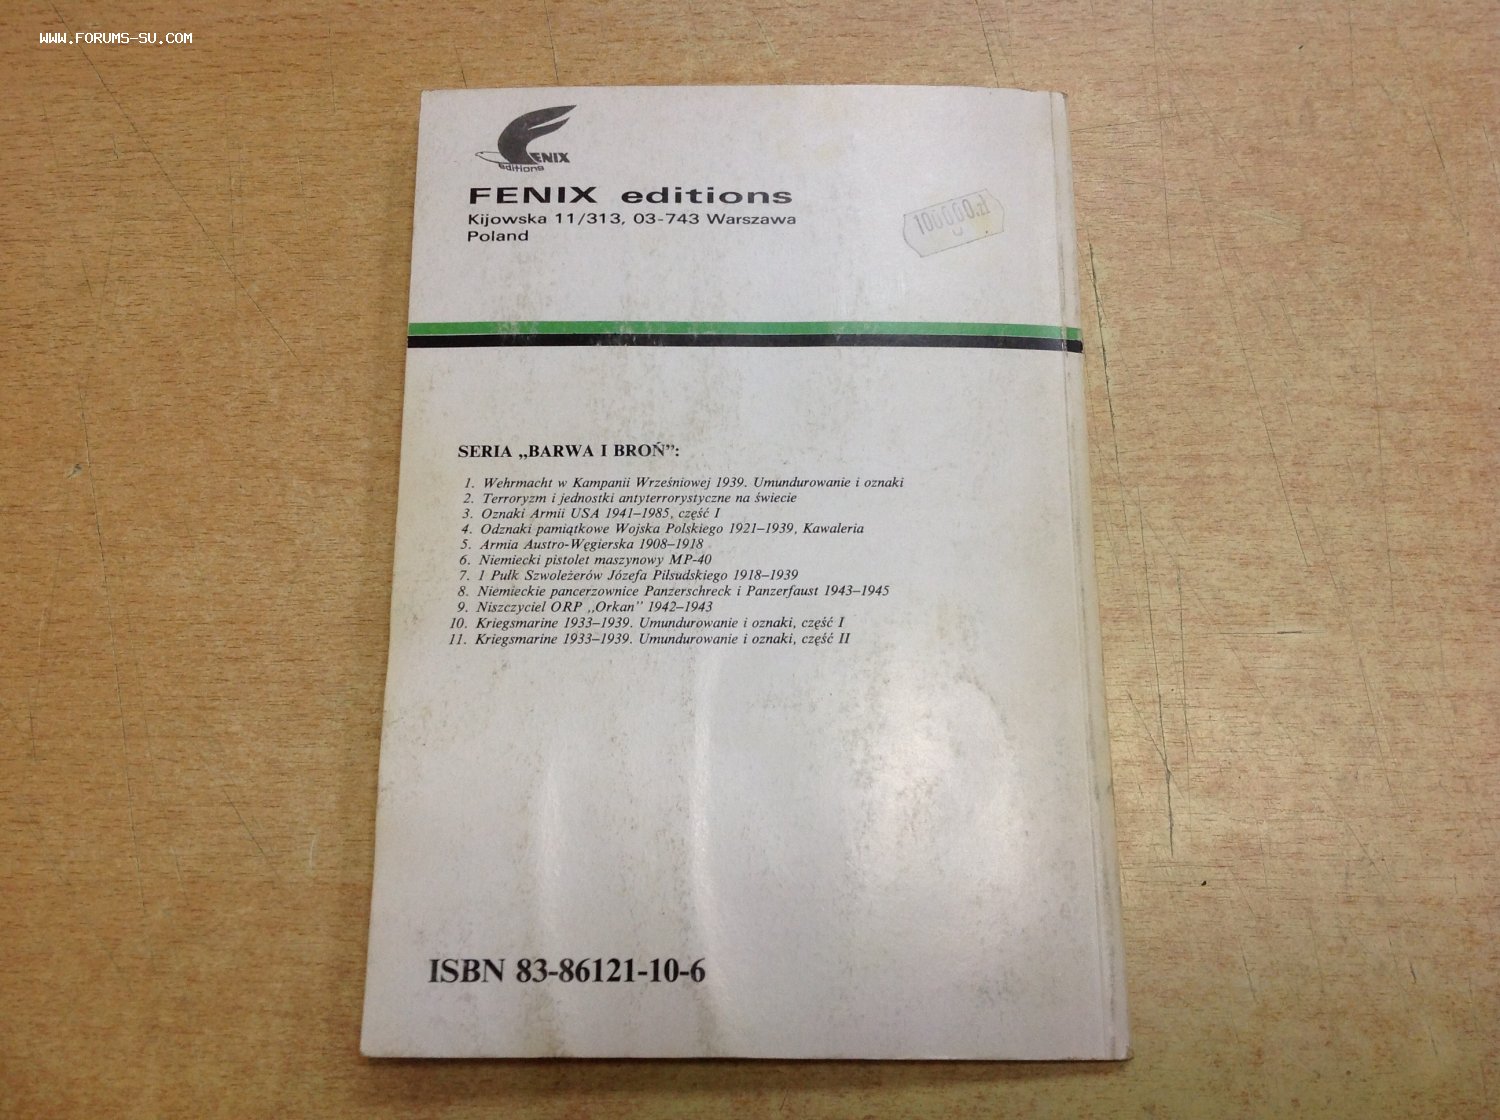 WWW.FORUMS-SU.COM
FENIX
editions
FENIX editions
Kijowska 11/313, 03-743 Warszawa
Poland
100000.zł
SERIA „BARWA I BROŃ”:
1. Wehrmacht w Kampanii Wrześniowej 1939. Umundurowanie i oznaki
2. Terroryzm i jednostki antyterrorystyczne na świecie
3. Oznaki Armii USA 1941–1985, część I
4. Odznaki pamiątkowe Wojska Polskiego 1921–1939, Kawaleria
5. Armia Austro-Węgierska 1908–1918
6. Niemiecki pistolet maszynowy MP-40
7. 1 Pułk Szwoleżerów Józefa Piłsudskiego 1918–1939
8. Niemieckie pancerzownice Panzerschreck i Panzerfaust 1943–1945
9. Niszczyciel ORP „Orkan” 1942–1943
10. Kriegsmarine 1933–1939. Umundurowanie i oznaki, część I
11. Kriegsmarine 1933–1939. Umundurowanie i oznaki, część II
ISBN 83-86121-10-6